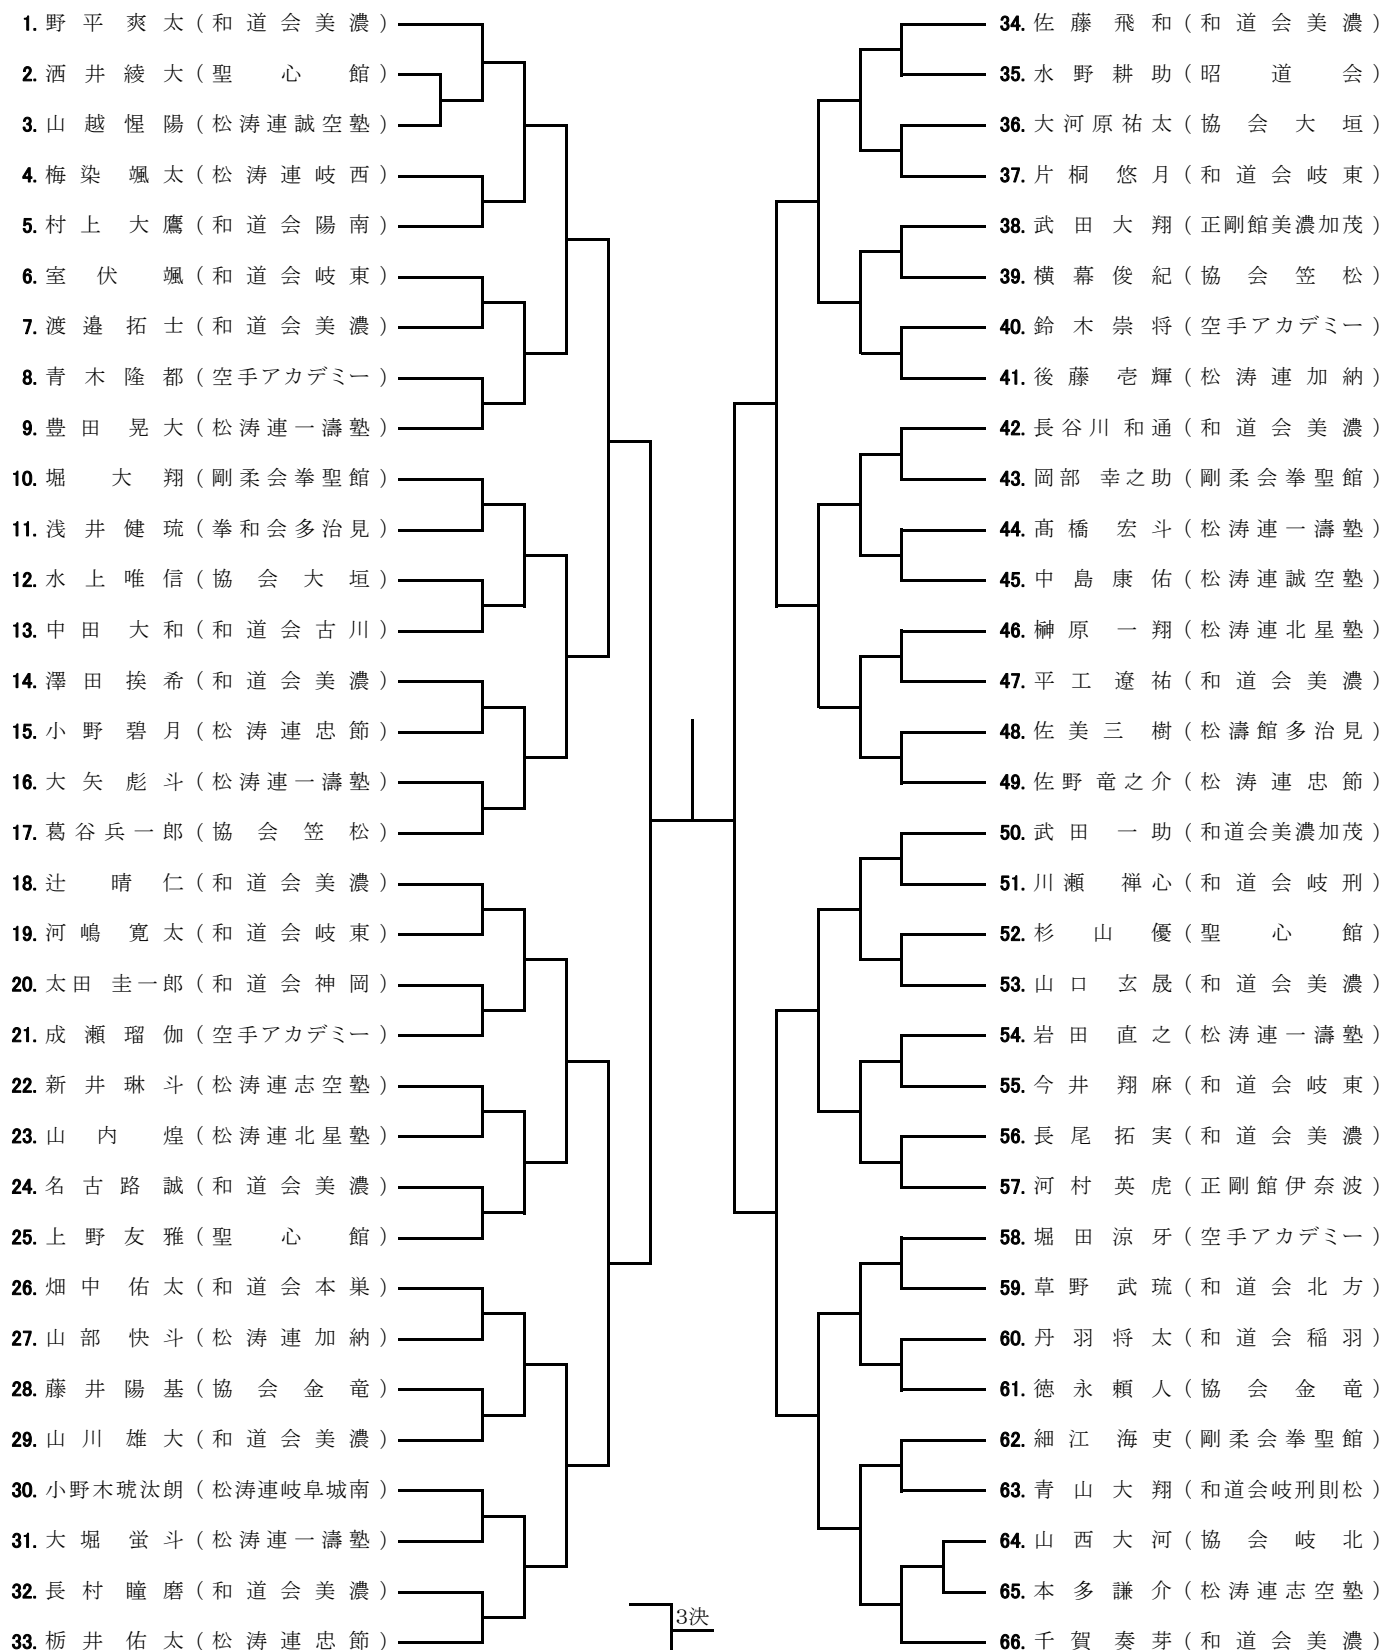 1. 野平爽太 (和道会美濃)
2. 洒井綾大 (聖心館)
3. 山越惺陽 (松涛連誠空塾)
4. 梅染颯太 (松涛連岐西)
5. 村上大鷹 (和道会陽南)
6. 室伏颯 (和道会岐東)
7. 渡邉拓士 (和道会美濃)
8. 青木隆都 (空手アカデミー)
9. 豊田晃大 (松涛連一濤塾)
10. 堀大翔 (剛柔会拳聖館)
11. 浅井健琉 (拳和会多治見)
12. 水上唯信 (協会大垣)
13. 中田大和 (和道会古川)
14. 澤田挨希 (和道会美濃)
15. 小野碧月 (松涛連忠節)
16. 大矢彪斗 (松涛連一濤塾)
17. 葛谷兵一郎 (協会笠松)
18. 辻晴仁 (和道会美濃)
19. 河嶋寛太 (和道会岐東)
20. 太田圭一郎 (和道会神岡)
21. 成瀬瑠伽 (空手アカデミー)
22. 新井琳斗 (松涛連志空塾)
23. 山内煌 (松涛連北星塾)
24. 名古路誠 (和道会美濃)
25. 上野友雅 (聖心館)
26. 畑中佑太 (和道会本巣)
27. 山部快斗 (松涛連加納)
28. 藤井陽基 (協会金竜)
29. 山川雄大 (和道会美濃)
30. 小野木琥汰朗 (松涛連岐阜城南)
31. 大堀蛍斗 (松涛連一濤塾)
32. 長村瞳磨 (和道会美濃)
33. 栃井佑太 (松涛連忠節)
3決
34. 佐藤飛和 (和道会美濃)
35. 水野耕助 (昭道会)
36. 大河原祐太 (協会大垣)
37. 片桐悠月 (和道会岐東)
38. 武田大翔 (正剛館美濃加茂)
39. 横幕俊紀 (協会笠松)
40. 鈴木崇将 (空手アカデミー)
41. 後藤壱輝 (松涛連加納)
42. 長谷川和通 (和道会美濃)
43. 岡部幸之助 (剛柔会拳聖館)
44. 髙橋宏斗 (松涛連一濤塾)
45. 中島康佑 (松涛連誠空塾)
46. 榊原一翔 (松涛連北星塾)
47. 平工遼祐 (和道会美濃)
48. 佐美三樹 (松濤館多治見)
49. 佐野竜之介 (松涛連忠節)
50. 武田一助 (和道会美濃加茂)
51. 川瀬禅心 (和道会岐刑)
52. 杉山優 (聖心館)
53. 山口玄晟 (和道会美濃)
54. 岩田直之 (松涛連一濤塾)
55. 今井翔麻 (和道会岐東)
56. 長尾拓実 (和道会美濃)
57. 河村英虎 (正剛館伊奈波)
58. 堀田涼牙 (空手アカデミー)
59. 草野武琉 (和道会北方)
60. 丹羽将太 (和道会稲羽)
61. 徳永頼人 (協会金竜)
62. 細江海吏 (剛柔会拳聖館)
63. 青山大翔 (和道会岐刑則松)
64. 山西大河 (協会岐北)
65. 本多謙介 (松涛連志空塾)
66. 千賀奏芽 (和道会美濃)